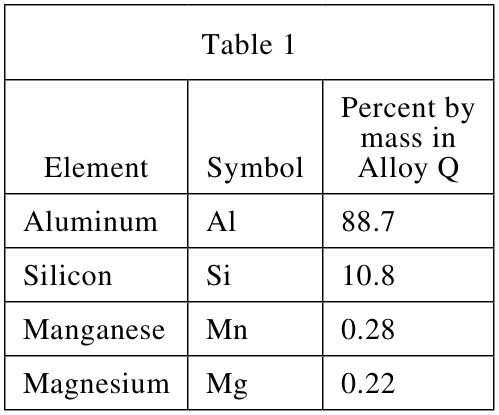 Table 1
Element Symbol Percent by mass in Alloy Q
Aluminum Al 88.7
Silicon Si 10.8
Manganese Mn 0.28
Magnesium Mg 0.22